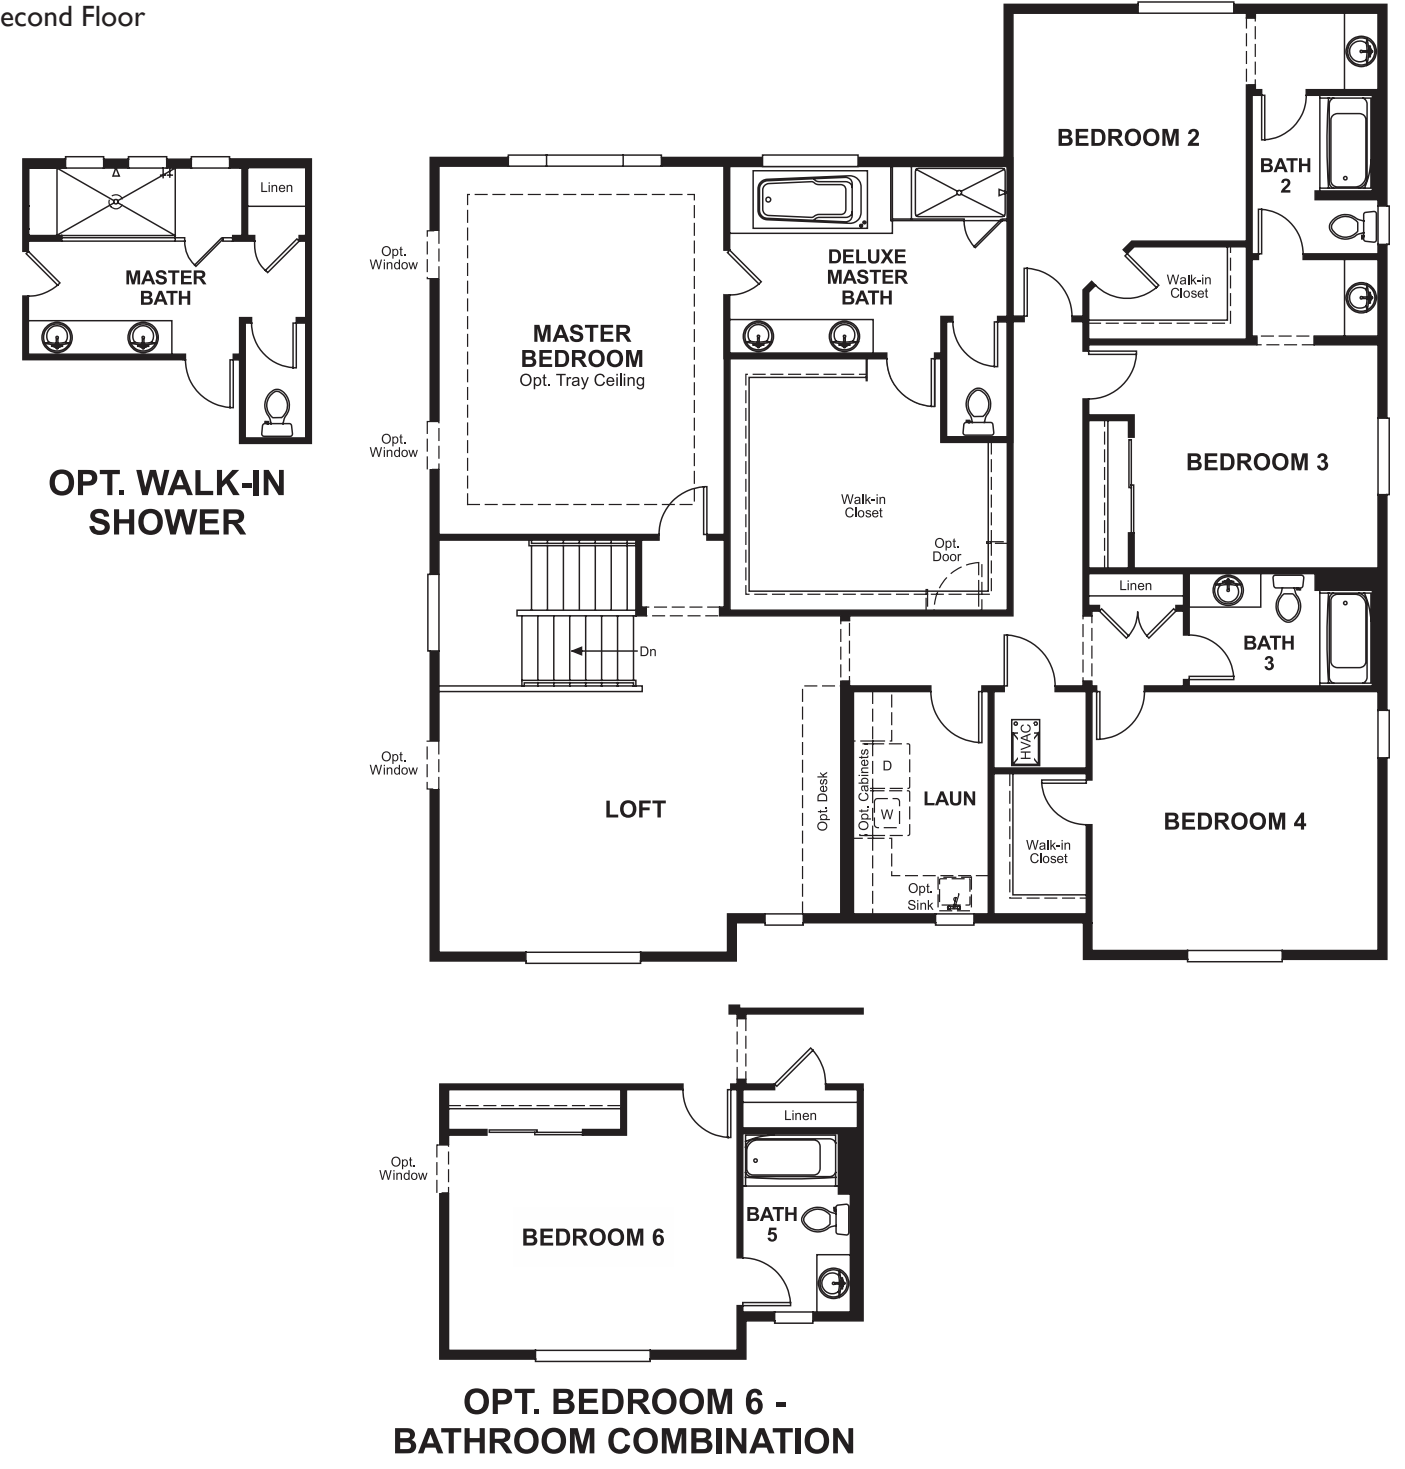 econd Floor
BEDROOM 2
BATH
2
Walk-in
Closet
Linen
MASTER
BATH
OPT. WALK-IN
SHOWER
Opt.
Window
Opt.
Window
MASTER
BEDROOM
Opt. Tray Ceiling
DELUXE
MASTER
BATH
Walk-in
Closet
Opt.
Door
BEDROOM 3
Linen
BATH
3
Dn
Opt.
Window
LOFT
Opt. Desk
Opt. Cabinets
D
W
LAUN
Opt.
Sink
HVAC
Walk-in
Closet
BEDROOM 4
Linen
Opt.
Window
BEDROOM 6
BATH
5
OPT. BEDROOM 6 -
BATHROOM COMBINATION